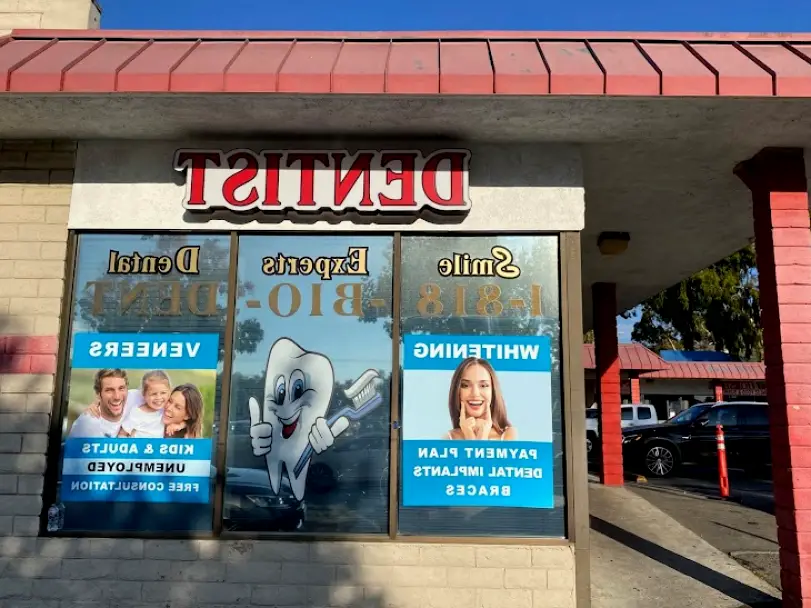 DENTIST
Smile Experts Dental
1-818-BIO-DENT
WHITENING
PAYMENT PLAN
DENTAL IMPLANTS
BRACES
VENEERS
KIDS & ADULTS
UNEMPLOYED
FREE CONSULTATION